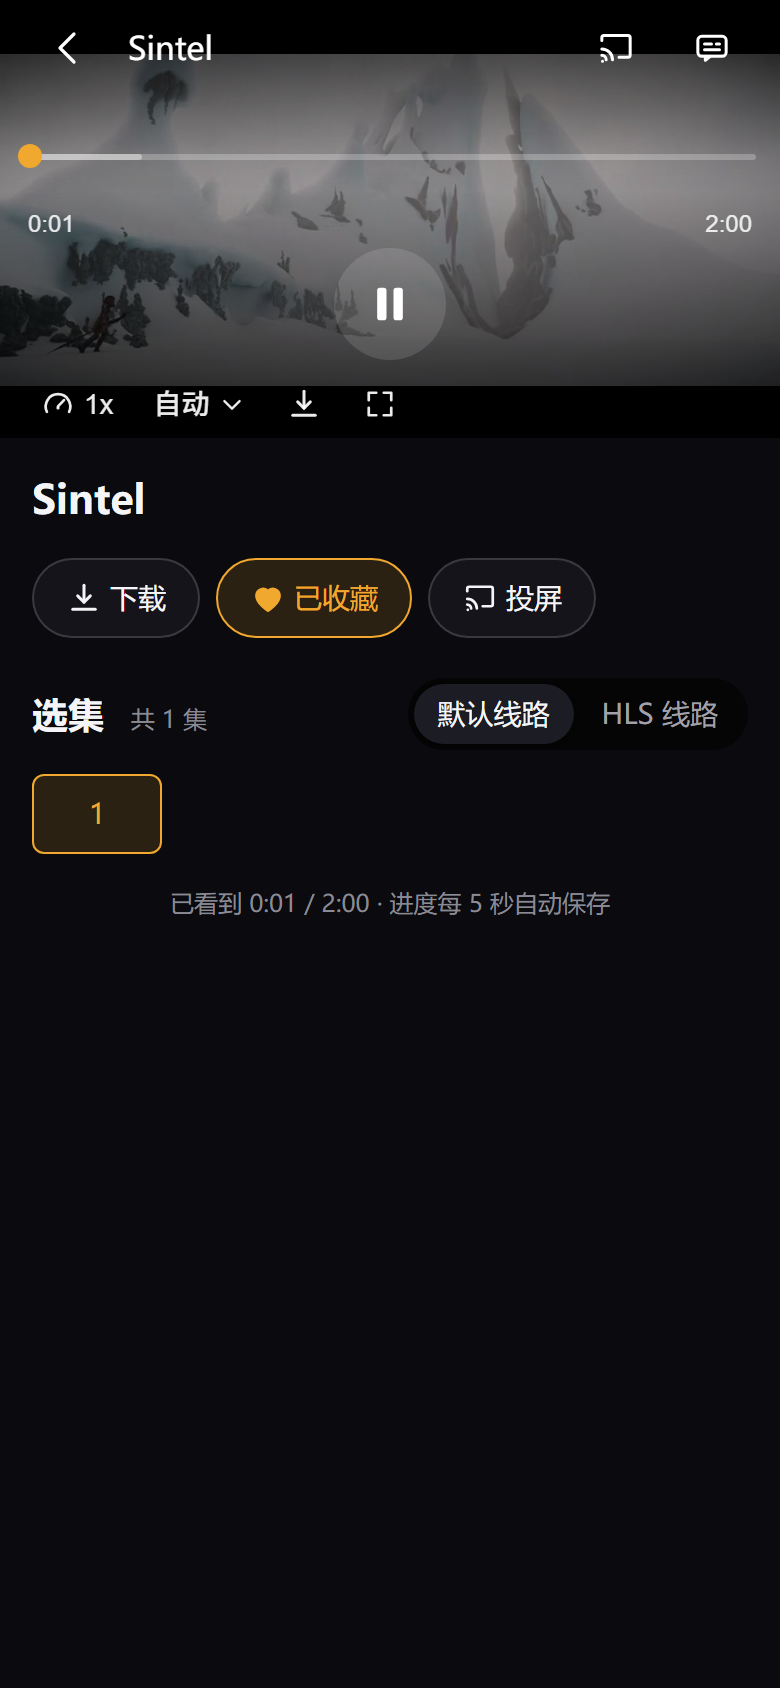 Sintel
0:01
2:00
1x 自动
Sintel
下载 已收藏 投屏
选集 共 1 集 默认线路 HLS 线路
1
已看到 0:01 / 2:00 · 进度每 5 秒自动保存